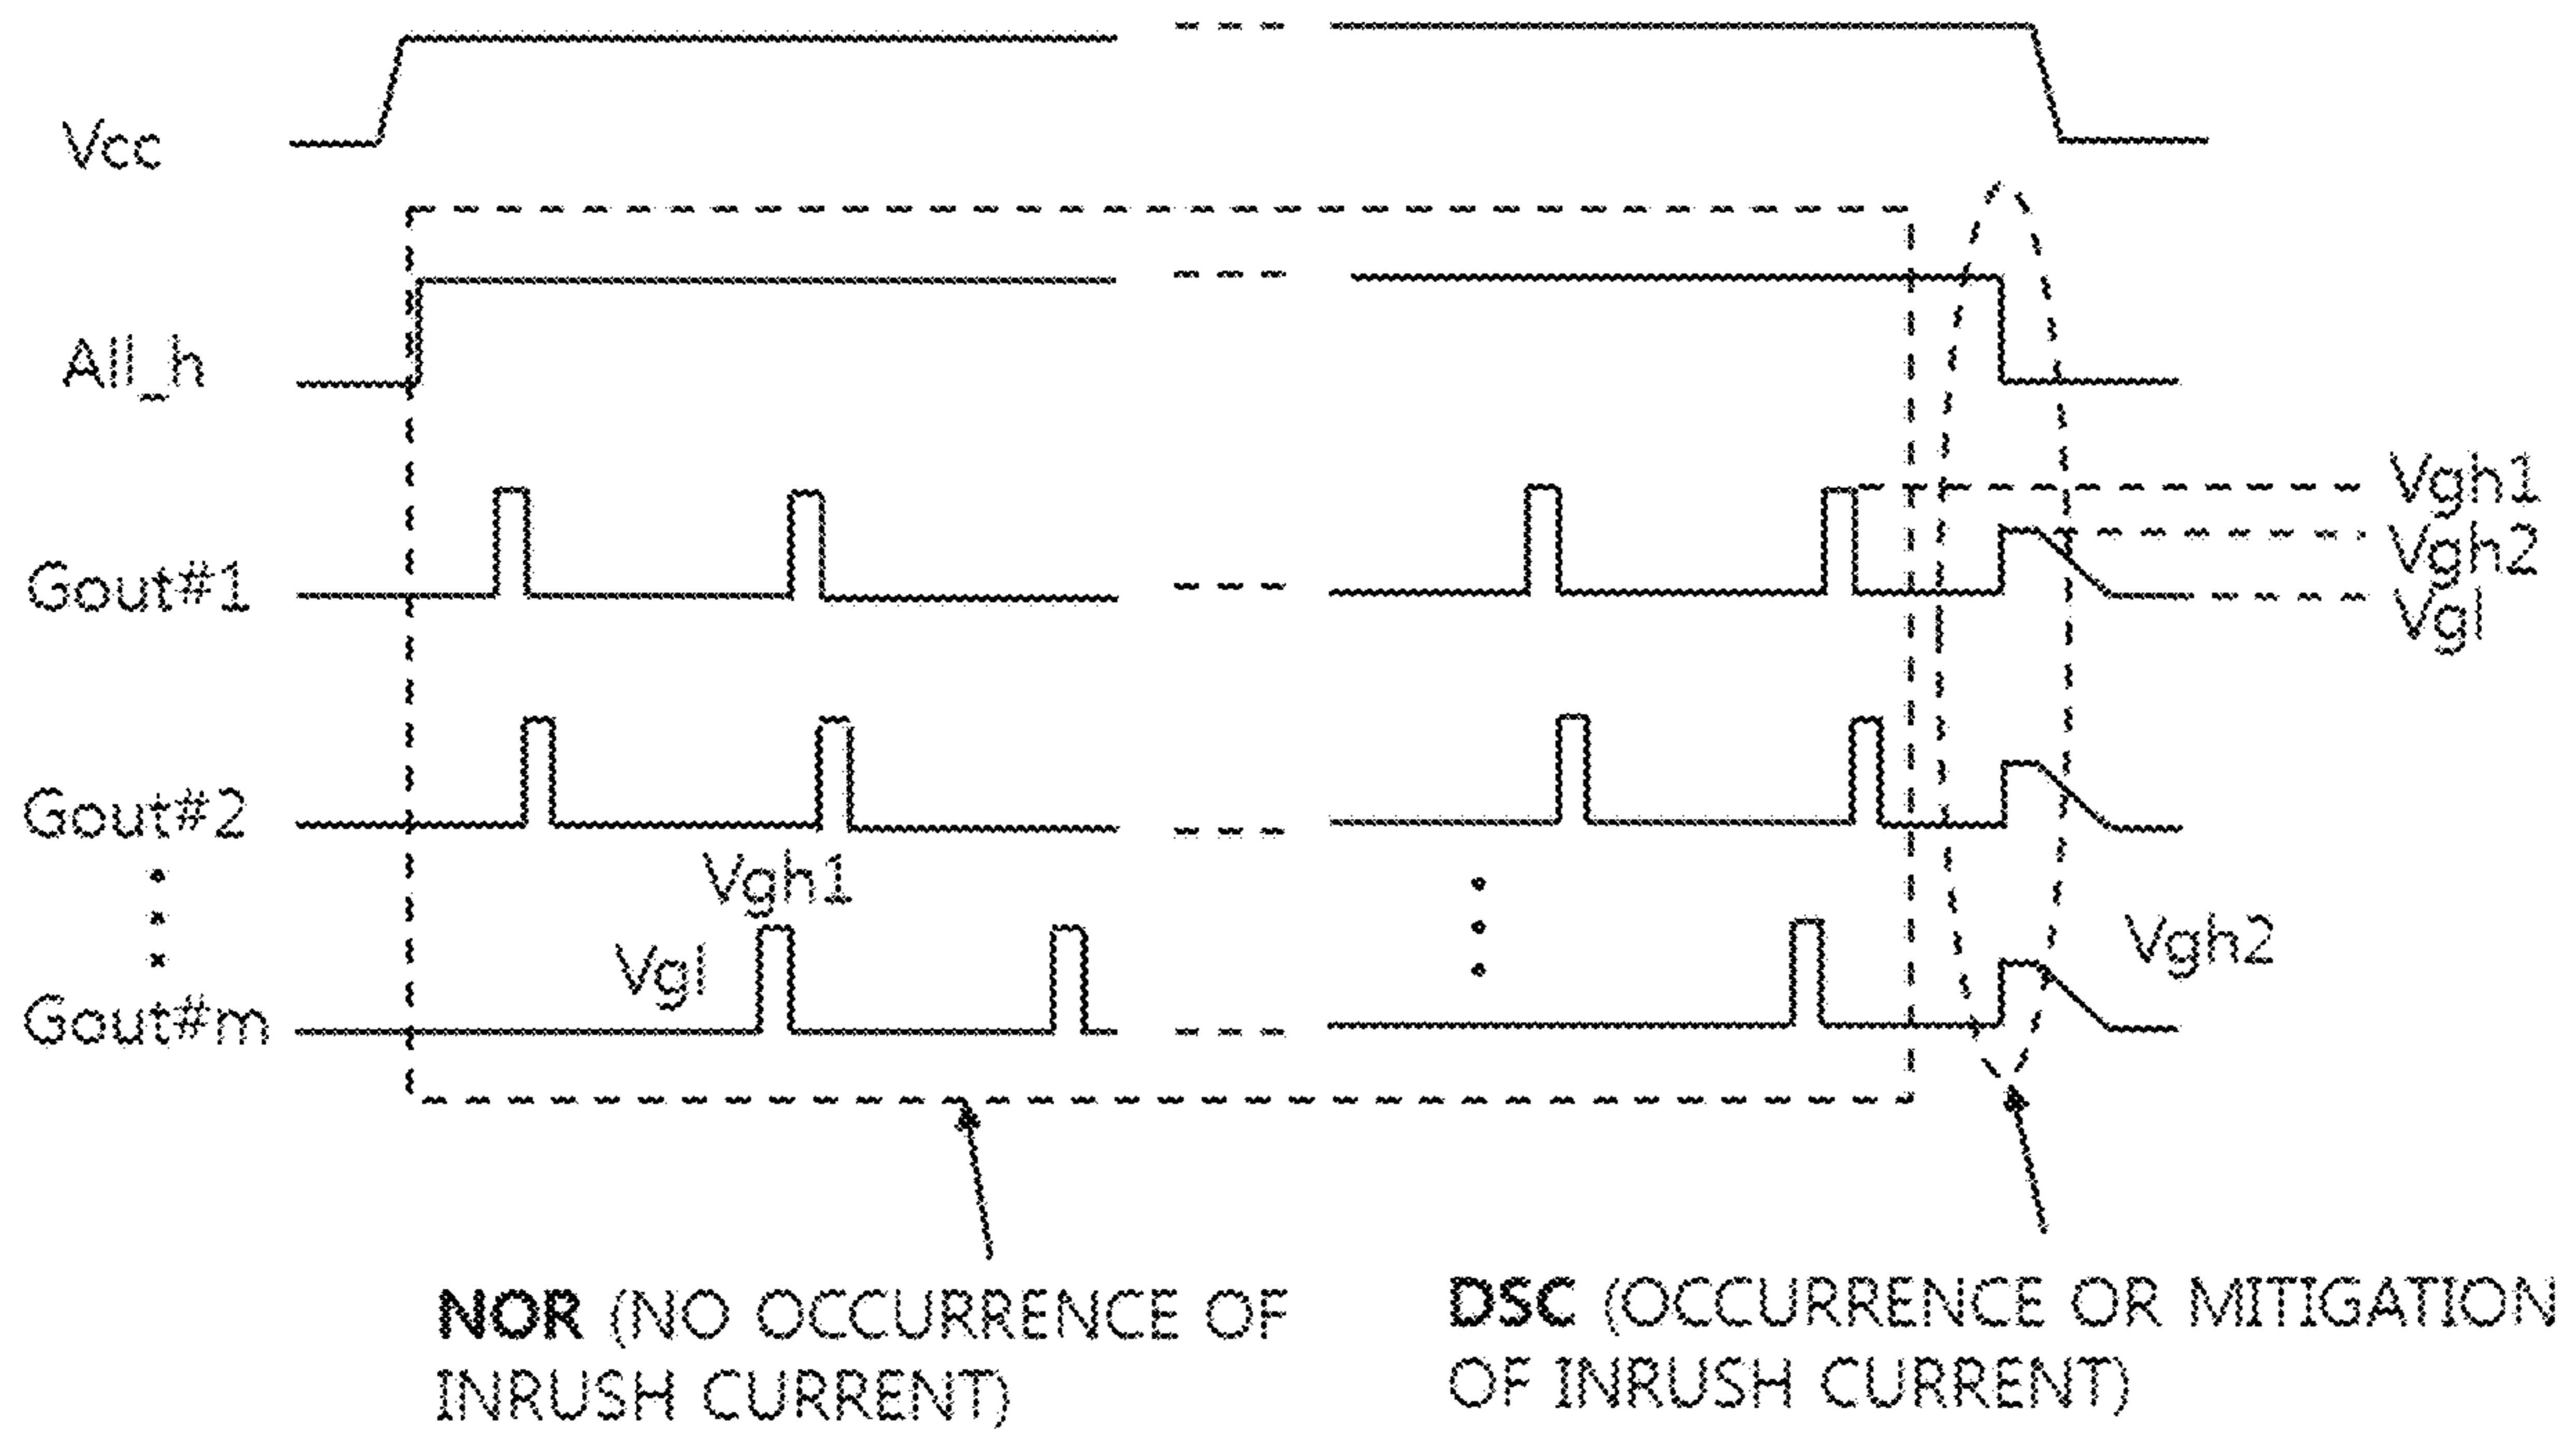 Vcc
All_h
Vgh1
Vgh2
Vgl
Gout#1
Gout#2
Vgh1
Vgl
Vgh2
Gout#m
NOR (NO OCCURRENCE OF
INRUSH CURRENT)
DSC (OCCURRENCE OR MITIGATION
OF INRUSH CURRENT)